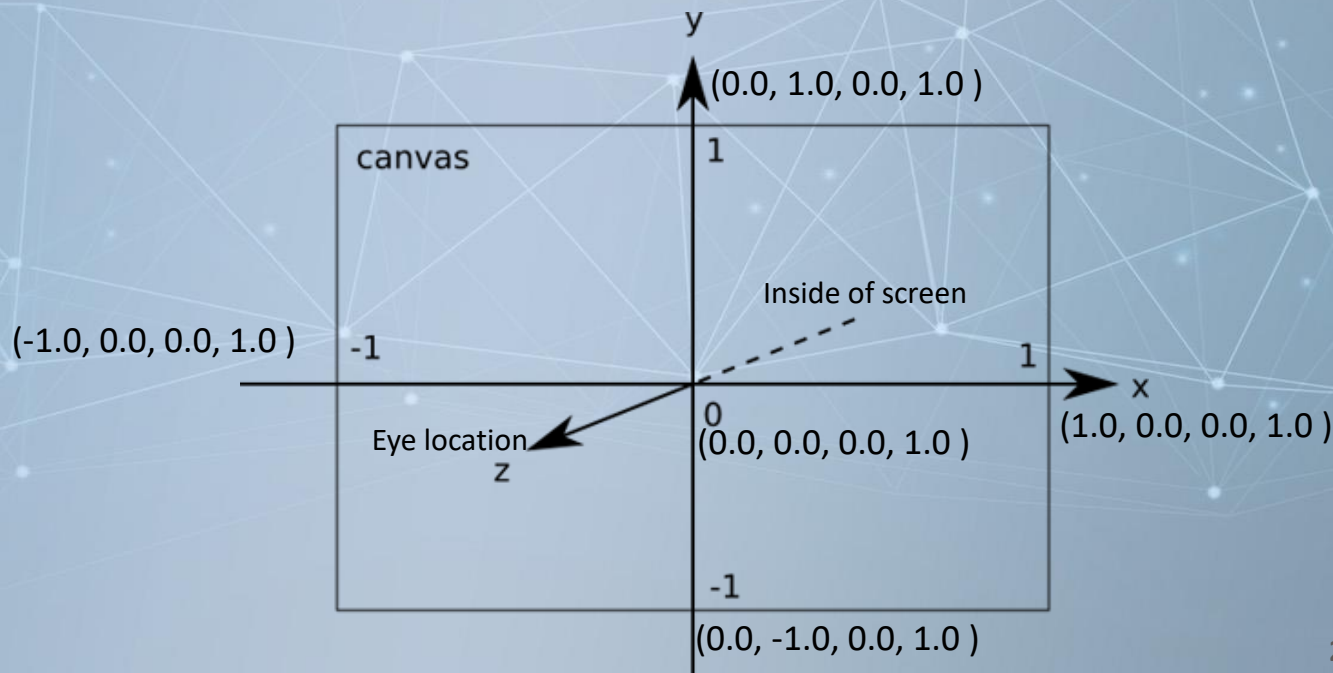 y
(0.0, 1.0, 0.0, 1.0 )
canvas
1
Inside of screen
(-1.0, 0.0, 0.0, 1.0 )
-1
1
x
0
(1.0, 0.0, 0.0, 1.0 )
Eye location
(0.0, 0.0, 0.0, 1.0 )
z
-1
(0.0, -1.0, 0.0, 1.0 )